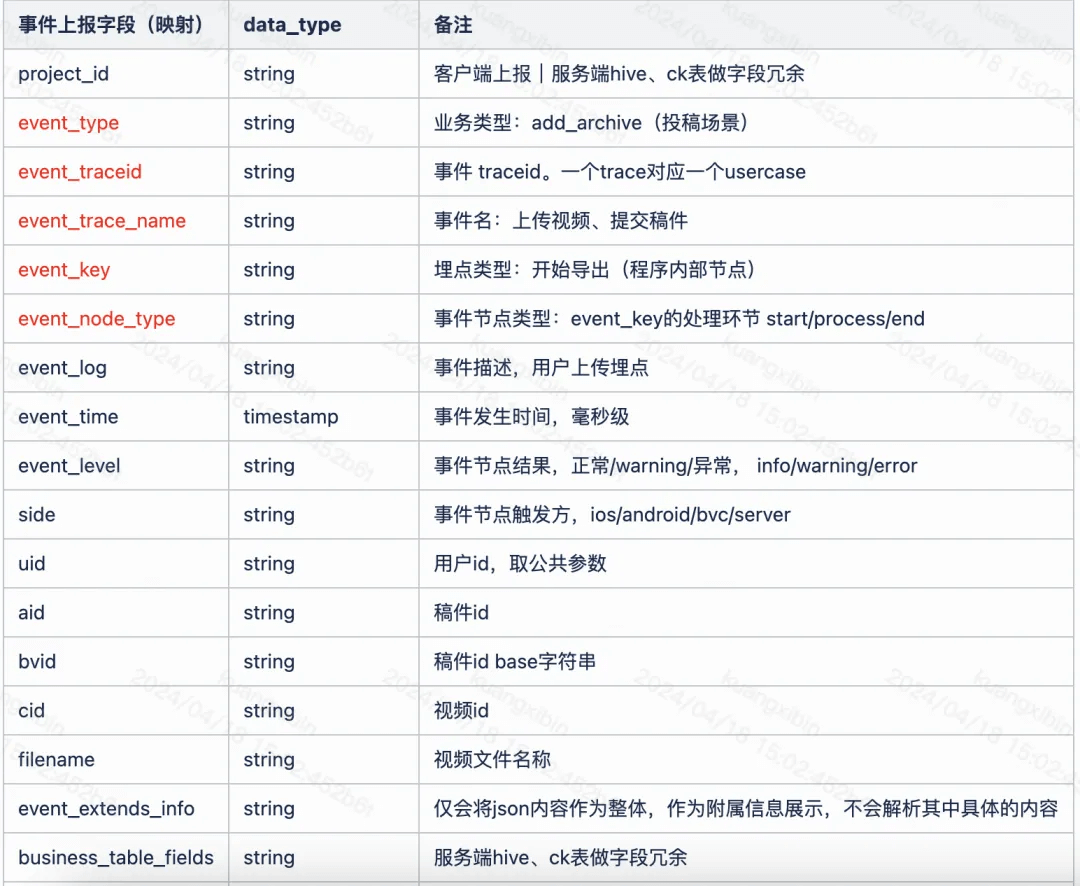 事件上报字段（映射） data_type 备注
project_id string 客户端上报｜服务端hive、ck表做字段冗余
event_type string 业务类型：add_archive（投稿场景）
event_traceid string 事件 traceid。一个trace对应一个usercase
event_trace_name string 事件名：上传视频、提交稿件
event_key string 埋点类型：开始导出（程序内部节点）
event_node_type string 事件节点类型：event_key的处理环节 start/process/end
event_log string 事件描述，用户上传埋点
event_time timestamp 事件发生时间，毫秒级
event_level string 事件节点结果，正常/warning/异常， info/warning/error
side string 事件节点触发方，ios/android/bvc/server
uid string 用户id，取公共参数
aid string 稿件id
bvid string 稿件id base字符串
cid string 视频id
filename string 视频文件名称
event_extends_info string 仅会将json内容作为整体，作为附属信息展示，不会解析其中具体的内容
business_table_fields string 服务端hive、ck表做字段冗余